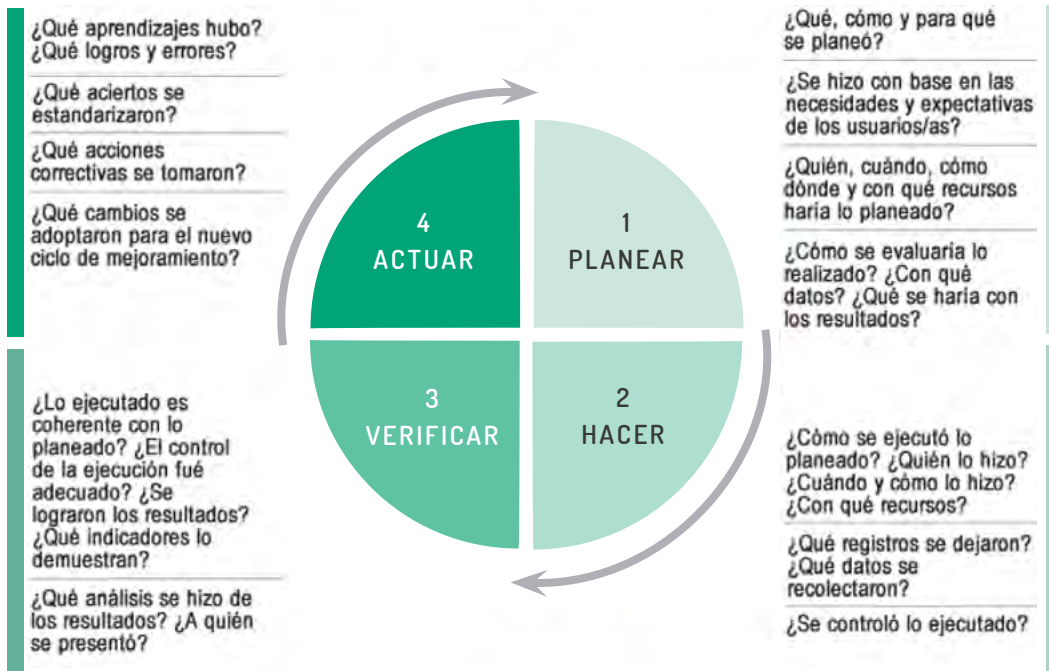 ¿Qué aprendizajes hubo?
¿Qué logros y errores?
¿Qué aciertos se
estandarizaron?
¿Qué acciones
correctivas se tomaron?
¿Qué cambios se
adoptaron para el nuevo
ciclo de mejoramiento?
4
ACTUAR
1
PLANEAR
¿Qué, cómo y para qué
se planeó?
¿Se hizo con base en las
necesidades y expectativas
de los usuarios/as?
¿Quién, cuándo, cómo
dónde y con qué recursos
haria lo planeado?
¿Cómo se evaluaria lo
realizado? ¿Con qué
datos? ¿Qué se haria con
los resultados?
¿Lo ejecutado es
coherente con lo
planeado? ¿El control
de la ejecución fué
adecuado? ¿Se
lograron los resultados?
¿Qué indicadores lo
demuestran?
¿Qué análisis se hizo de
los resultados? ¿A quién
se presentó?
3
VERIFICAR
2
HACER
¿Cómo se ejecutó lo
planeado? ¿Quién lo hizo?
¿Cuándo y cómo lo hizo?
¿Con qué recursos?
¿Qué registros se dejaron?
¿Qué datos se
recolectaron?
¿Se controló lo ejecutado?